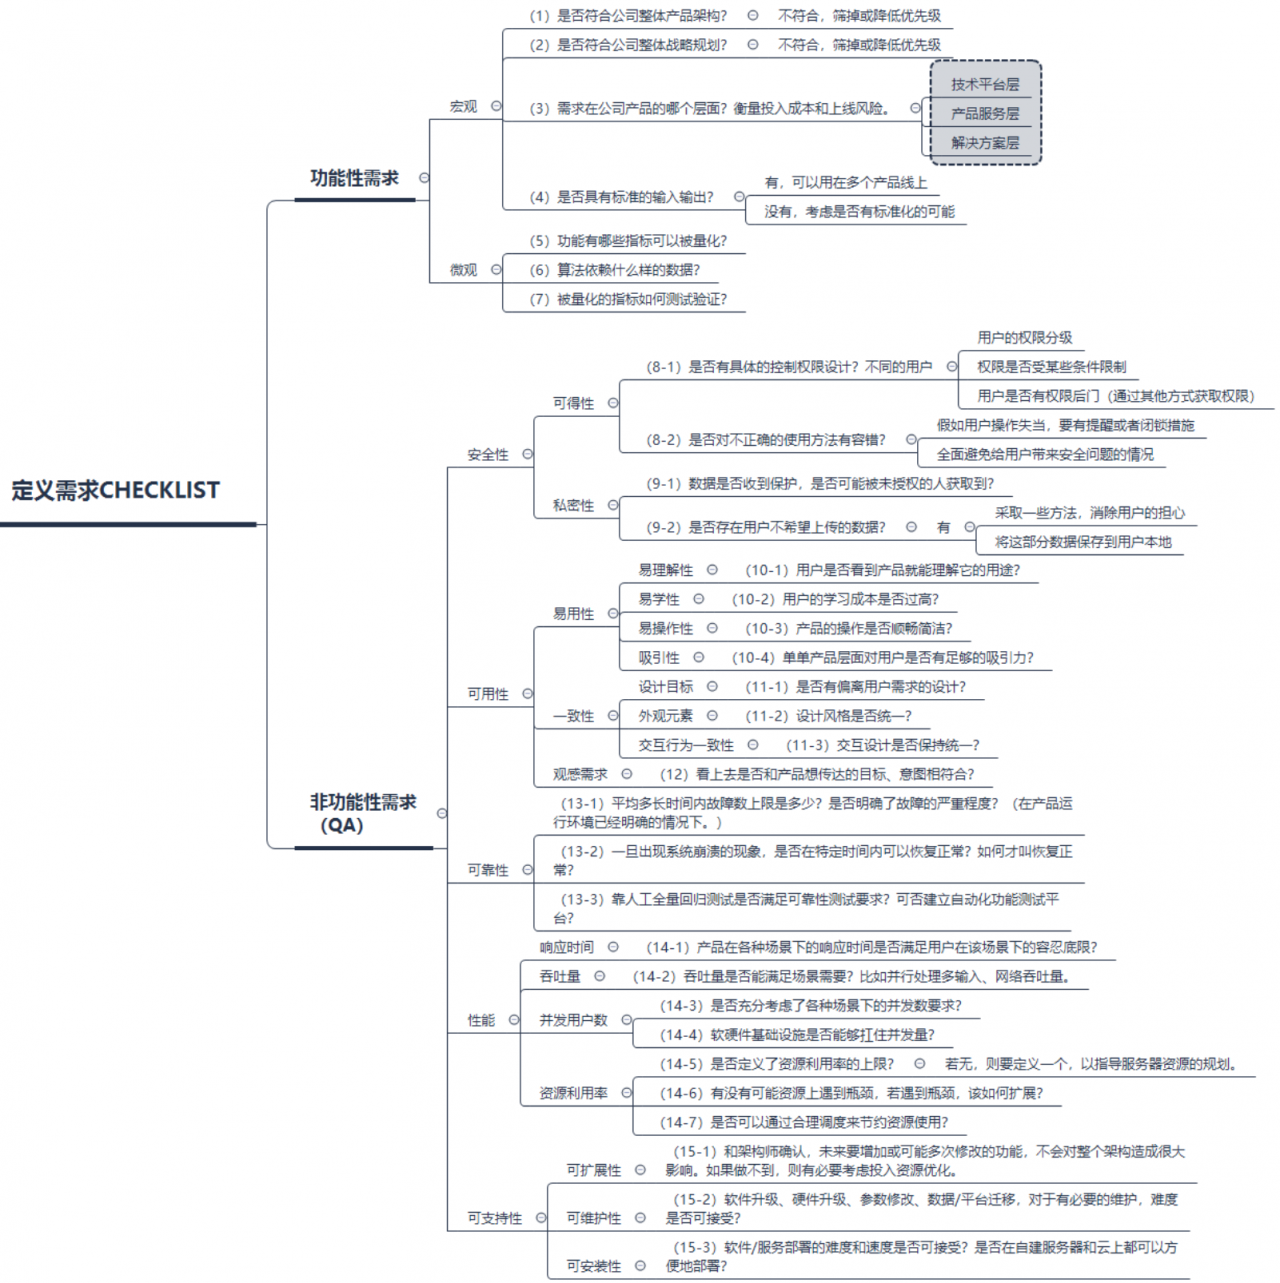 定义需求CHECKLIST
功能性需求
宏观
（1）是否符合公司整体产品架构？
不符合，筛掉或降低优先级
（2）是否符合公司整体战略规划？
不符合，筛掉或降低优先级
（3）需求在公司产品的哪个层面？衡量投入成本和上线风险。
技术平台层
产品服务层
解决方案层
（4）是否具有标准的输入输出？
有，可以用在多个产品线上
没有，考虑是否有标准化的可能
微观
（5）功能有哪些指标可以被量化？
（6）算法依赖什么样的数据？
（7）被量化的指标如何测试验证？
非功能性需求
（QA）
安全性
可得性
（8-1）是否有具体的控制权限设计？不同的用户
用户的权限分级
权限是否受某些条件限制
用户是否有权限后门（通过其他方式获取权限）
（8-2）是否对不正确的使用方法有容错？
假如用户操作失当，要有提醒或者闭锁措施
全面避免给用户带来安全问题的情况
私密性
（9-1）数据是否收到保护，是否可能被未授权的人获取到？
（9-2）是否存在用户不希望上传的数据？
有
采取一些方法，消除用户的担心
将这部分数据保存到用户本地
可用性
易用性
易理解性
（10-1）用户是否看到产品就能理解它的用途？
易学性
（10-2）用户的学习成本是否过高？
易操作性
（10-3）产品的操作是否顺畅简洁？
吸引性
（10-4）单单产品层面对用户是否有足够的吸引力？
一致性
设计目标
（11-1）是否有偏离用户需求的设计？
外观元素
（11-2）设计风格是否统一？
交互行为一致性
（11-3）交互设计是否保持统一？
观感需求
（12）看上去是否和产品想传达的目标、意图相符合？
可靠性
（13-1）平均多长时间内故障数上限是多少？是否明确了故障的严重程度？（在产品运
行环境已经明确的情况下。）
（13-2）一旦出现系统崩溃的现象，是否在特定时间内可以恢复正常？如何才叫恢复正
常？
（13-3）靠人工全量回归测试是否满足可靠性测试要求？可否建立自动化功能测试平
台？
性能
响应时间
（14-1）产品在各种场景下的响应时间是否满足用户在该场景下的容忍底限？
吞吐量
（14-2）吞吐量是否能满足场景需要？比如并行处理多输入、网络吞吐量。
并发用户数
（14-3）是否充分考虑了各种场景下的并发数要求？
（14-4）软硬件基础设施是否能够扛住并发量？
资源利用率
（14-5）是否定义了资源利用率的上限？
若无，则要定义一个，以指导服务器资源的规划。
（14-6）有没有可能资源上遇到瓶颈，若遇到瓶颈，该如何扩展？
（14-7）是否可以通过合理调度来节约资源使用？
可支持性
可扩展性
（15-1）和架构师确认，未来要增加或可能多次修改的功能，不会对整个架构造成很大
影响。如果做不到，则有必要考虑投入资源优化。
可维护性
（15-2）软件升级、硬件升级、参数修改、数据/平台迁移，对于有必要的维护，难度
是否可接受？
可安装性
（15-3）软件/服务部署的难度和速度是否可接受？是否在自建服务器和云上都可以方
便地部署？